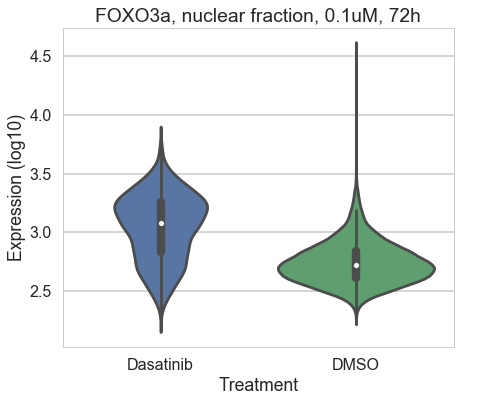 FOXO3a, nuclear fraction, 0.1uM, 72h
Expression (log10)
4.5
4.0
3.5
3.0
2.5
Dasatinib
DMSO
Treatment